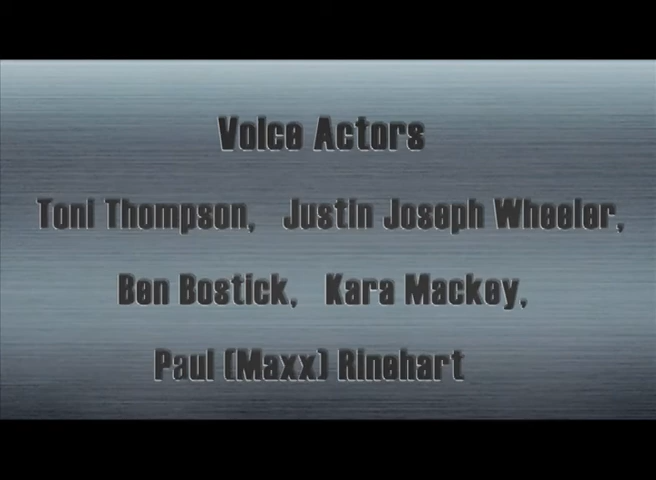 Voice Actors
Toni Thompson, Justin Joseph Wheeler,
Ben Bostick, Kara Mackey,
Paul (Maxx) Rinehart